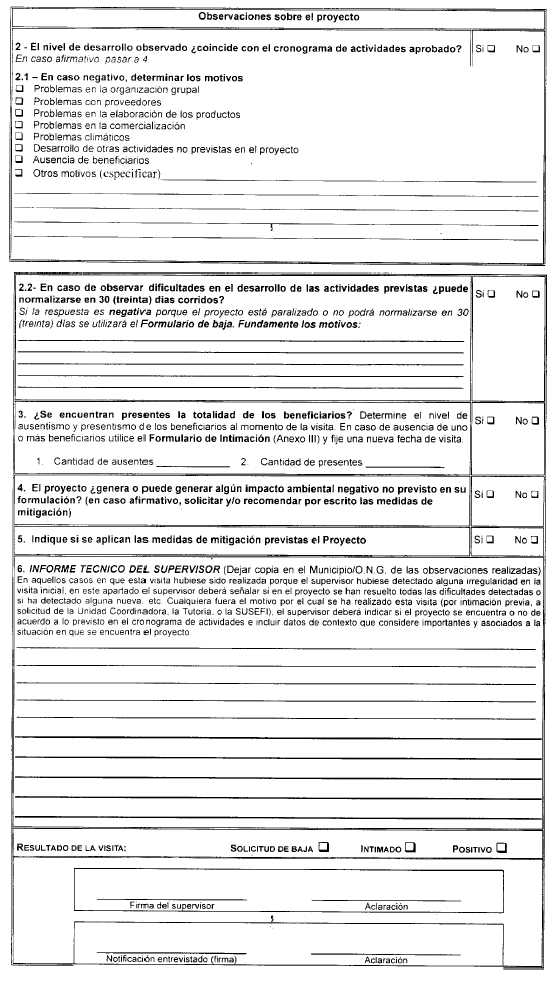 Observaciones sobre el proyecto
2 - El nivel de desarrollo observado ¿coincide con el cronograma de actividades aprobado? Si ❑ No ❑
En caso afirmativo pasar a 4
2.1 – En caso negativo, determinar los motivos
❑ Problemas en la organización grupal
❑ Problemas con proveedores
❑ Problemas en la elaboración de los productos
❑ Problemas en la comercialización
❑ Problemas climáticos
❑ Desarrollo de otras actividades no previstas en el proyecto
❑ Ausencia de beneficiarios
❑ Otros motivos (especificar)
2.2- En caso de observar dificultades en el desarrollo de las actividades previstas ¿puede Si ❑ No ❑
normalizarse en 30 (treinta) días corridos?
Si la respuesta es negativa porque el proyecto está paralizado o no podrá normalizarse en 30
(treinta) días se utilizará el Formulario de baja. Fundamente los motivos:
3. ¿Se encuentran presentes la totalidad de los beneficiarios? Determine el nivel de Si ❑ No ❑
ausentismo y presentismo de los beneficiarios al momento de la visita. En caso de ausencia de uno
o más beneficiarios utilice el Formulario de Intimación (Anexo III) y fije una nueva fecha de visita.
1. Cantidad de ausentes 2. Cantidad de presentes
4. El proyecto ¿genera o puede generar algún impacto ambiental negativo no previsto en su Si ❑ No ❑
formulación? (en caso afirmativo, solicitar y/o recomendar por escrito las medidas de
mitigación)
5. Indique si se aplican las medidas de mitigación previstas el Proyecto Si ❑ No ❑
6. INFORME TECNICO DEL SUPERVISOR (Dejar copia en el Municipio/O.N.G. de las observaciones realizadas)
En aquellos casos en que esta visita hubiese sido realizada porque el supervisor hubiese detectado alguna irregularidad en la
visita inicial, en este apartado el supervisor deberá señalar si en el proyecto se han resuelto todas las dificultades detectadas o
si ha detectado alguna nueva, etc. Cualquiera fuera el motivo por el cual se ha realizado esta visita (por intimación previa, a
solicitud de la Unidad Coordinadora, la Tutoria, o la SUSEFI), el supervisor deberá indicar si el proyecto se encuentra o no de
acuerdo a lo previsto en el cronograma de actividades e incluir datos de contexto que considere importantes y asociados a la
situación en que se encuentra el proyecto.
RESULTADO DE LA VISITA: SOLICITUD DE BAJA ❑ INTIMADO ❑ POSITIVO ❑
Firma del supervisor Aclaración
Notificación entrevistado (firma) Aclaración